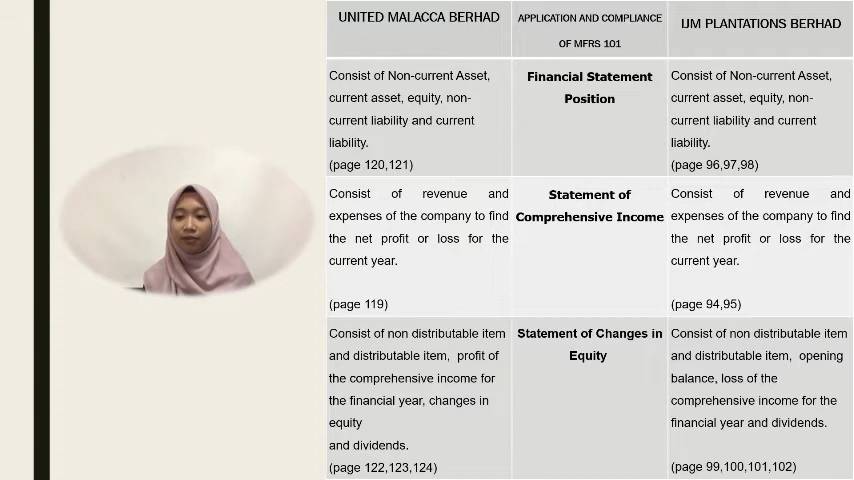 UNITED MALACCA BERHAD
APPLICATION AND COMPLIANCE
OF MFRS 101
IJM PLANTATIONS BERHAD
Consist of Non-current Asset,
current asset, equity, non-
current liability and current
liability.
(page 120,121)
Financial Statement
Position
Consist of Non-current Asset,
current asset, equity, non-
current liability and current
liability.
(page 96,97,98)
Consist of revenue and
expenses of the company to find
the net profit or loss for the
current year.
(page 119)
Statement of
Comprehensive Income
Consist of revenue and
expenses of the company to find
the net profit or loss for the
current year.
(page 94,95)
Consist of non distributable item
and distributable item, profit of
the comprehensive income for
the financial year, changes in
equity
and dividends.
(page 122,123,124)
Statement of Changes in
Equity
Consist of non distributable item
and distributable item, opening
balance, loss of the
comprehensive income for the
financial year and dividends.
(page 99,100,101,102)